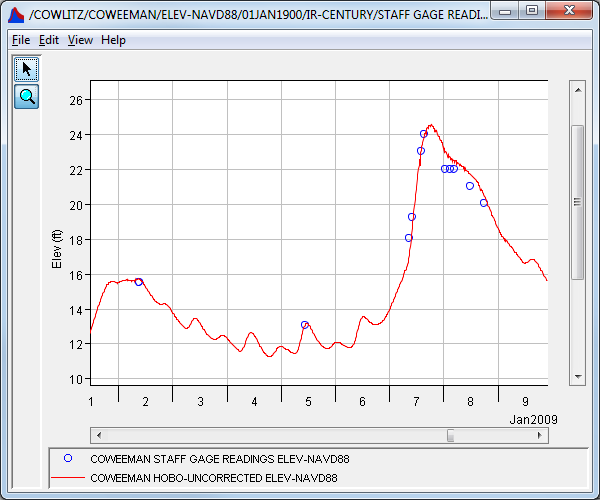 /COWLITZ/COWEEMAN/ELEV-NAVD88/01JAN1900/IR-CENTURY/STAFF GAGE READI...
File Edit View Help
26
24
22
20
18
16
14
12
10
Elev (ft)
1 2 3 4 5 6 7 8 9
Jan2009
COWEEMAN STAFF GAGE READINGS ELEV-NAVD88
COWEEMAN HOBO-UNCORRECTED ELEV-NAVD88